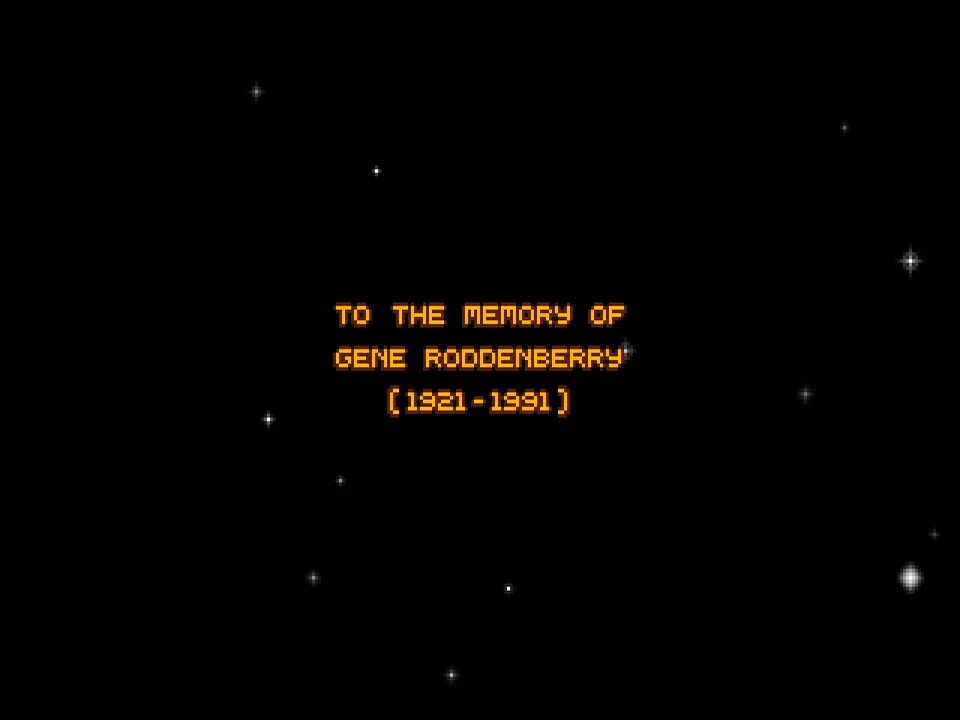 TO THE MEMORY OF
GENE RODDENBERRY
(1921-1991)